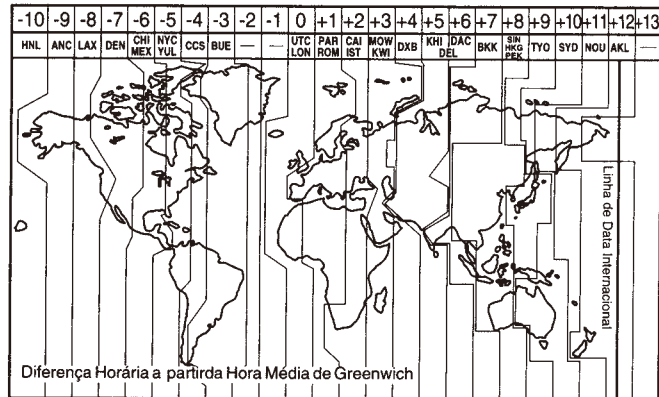 -10 -9 -8 -7 -6 -5 -4 -3 -2 -1 0 +1 +2 +3 +4 +5 +6 +7 +8 +9 +10 +11 +12 +13
HNL ANC LAX DEN CHI MEX NYC YUL CCS BUE — — UTC LON PAR ROM CAI IST MOW KWI DXB KHI DEL DAC BKK SIN HKG PEK TYO SYD NOU AKL —
Linha de Data Internacional
Diferença Horária a partirda Hora Média de Greenwich